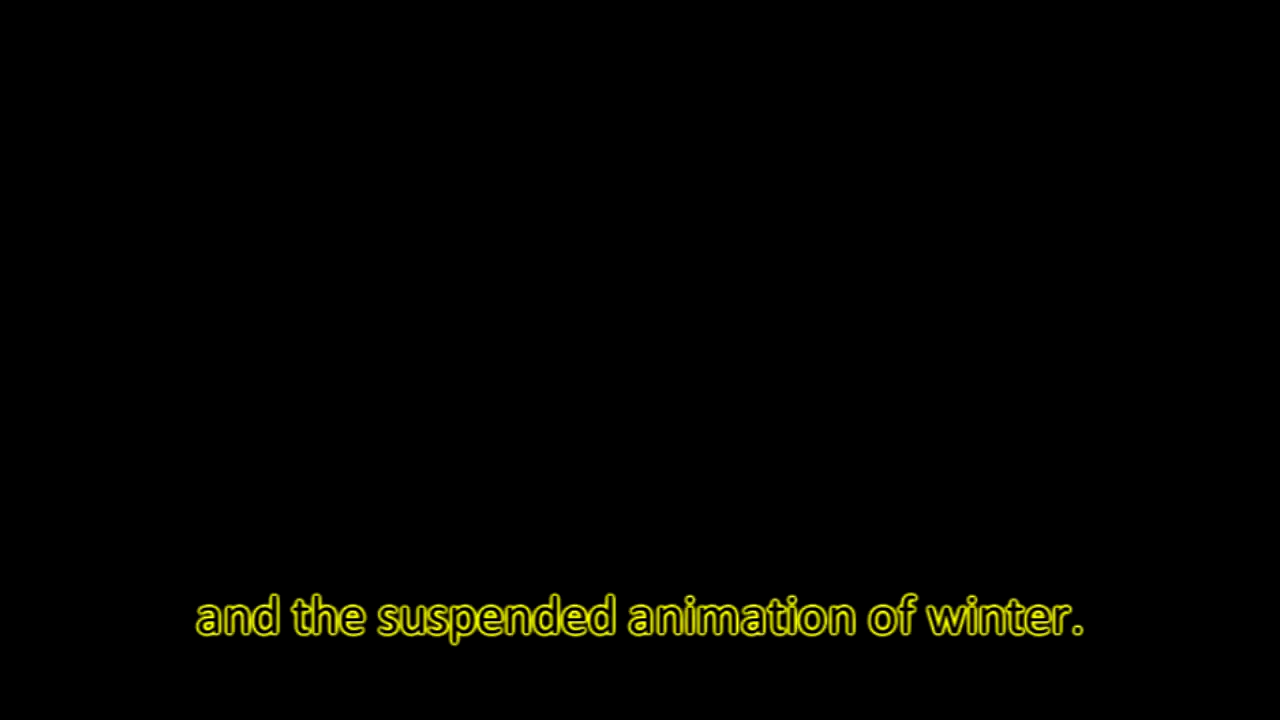 and the suspended animation of winter.